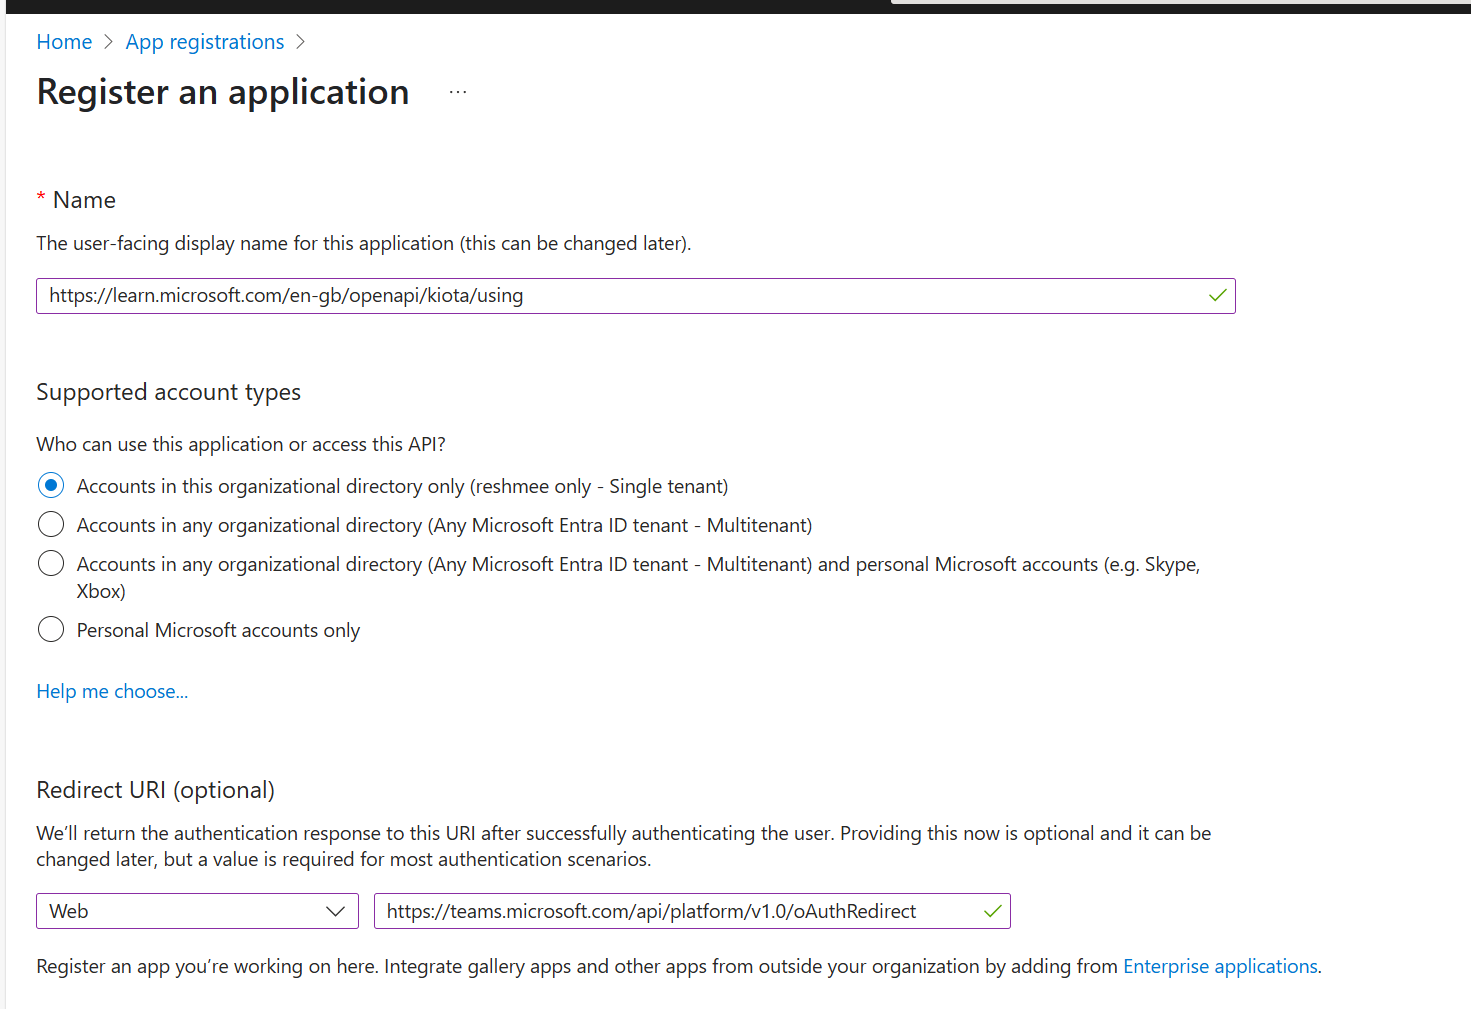 Home > App registrations >
Register an application ...
* Name
The user-facing display name for this application (this can be changed later).
https://learn.microsoft.com/en-gb/openapi/kiota/using
Supported account types
Who can use this application or access this API?
Accounts in this organizational directory only (reshmee only - Single tenant)
Accounts in any organizational directory (Any Microsoft Entra ID tenant - Multitenant)
Accounts in any organizational directory (Any Microsoft Entra ID tenant - Multitenant) and personal Microsoft accounts (e.g. Skype,
Xbox)
Personal Microsoft accounts only
Help me choose...
Redirect URI (optional)
We’ll return the authentication response to this URI after successfully authenticating the user. Providing this now is optional and it can be
changed later, but a value is required for most authentication scenarios.
Web https://teams.microsoft.com/api/platform/v1.0/oAuthRedirect
Register an app you’re working on here. Integrate gallery apps and other apps from outside your organization by adding from Enterprise applications.